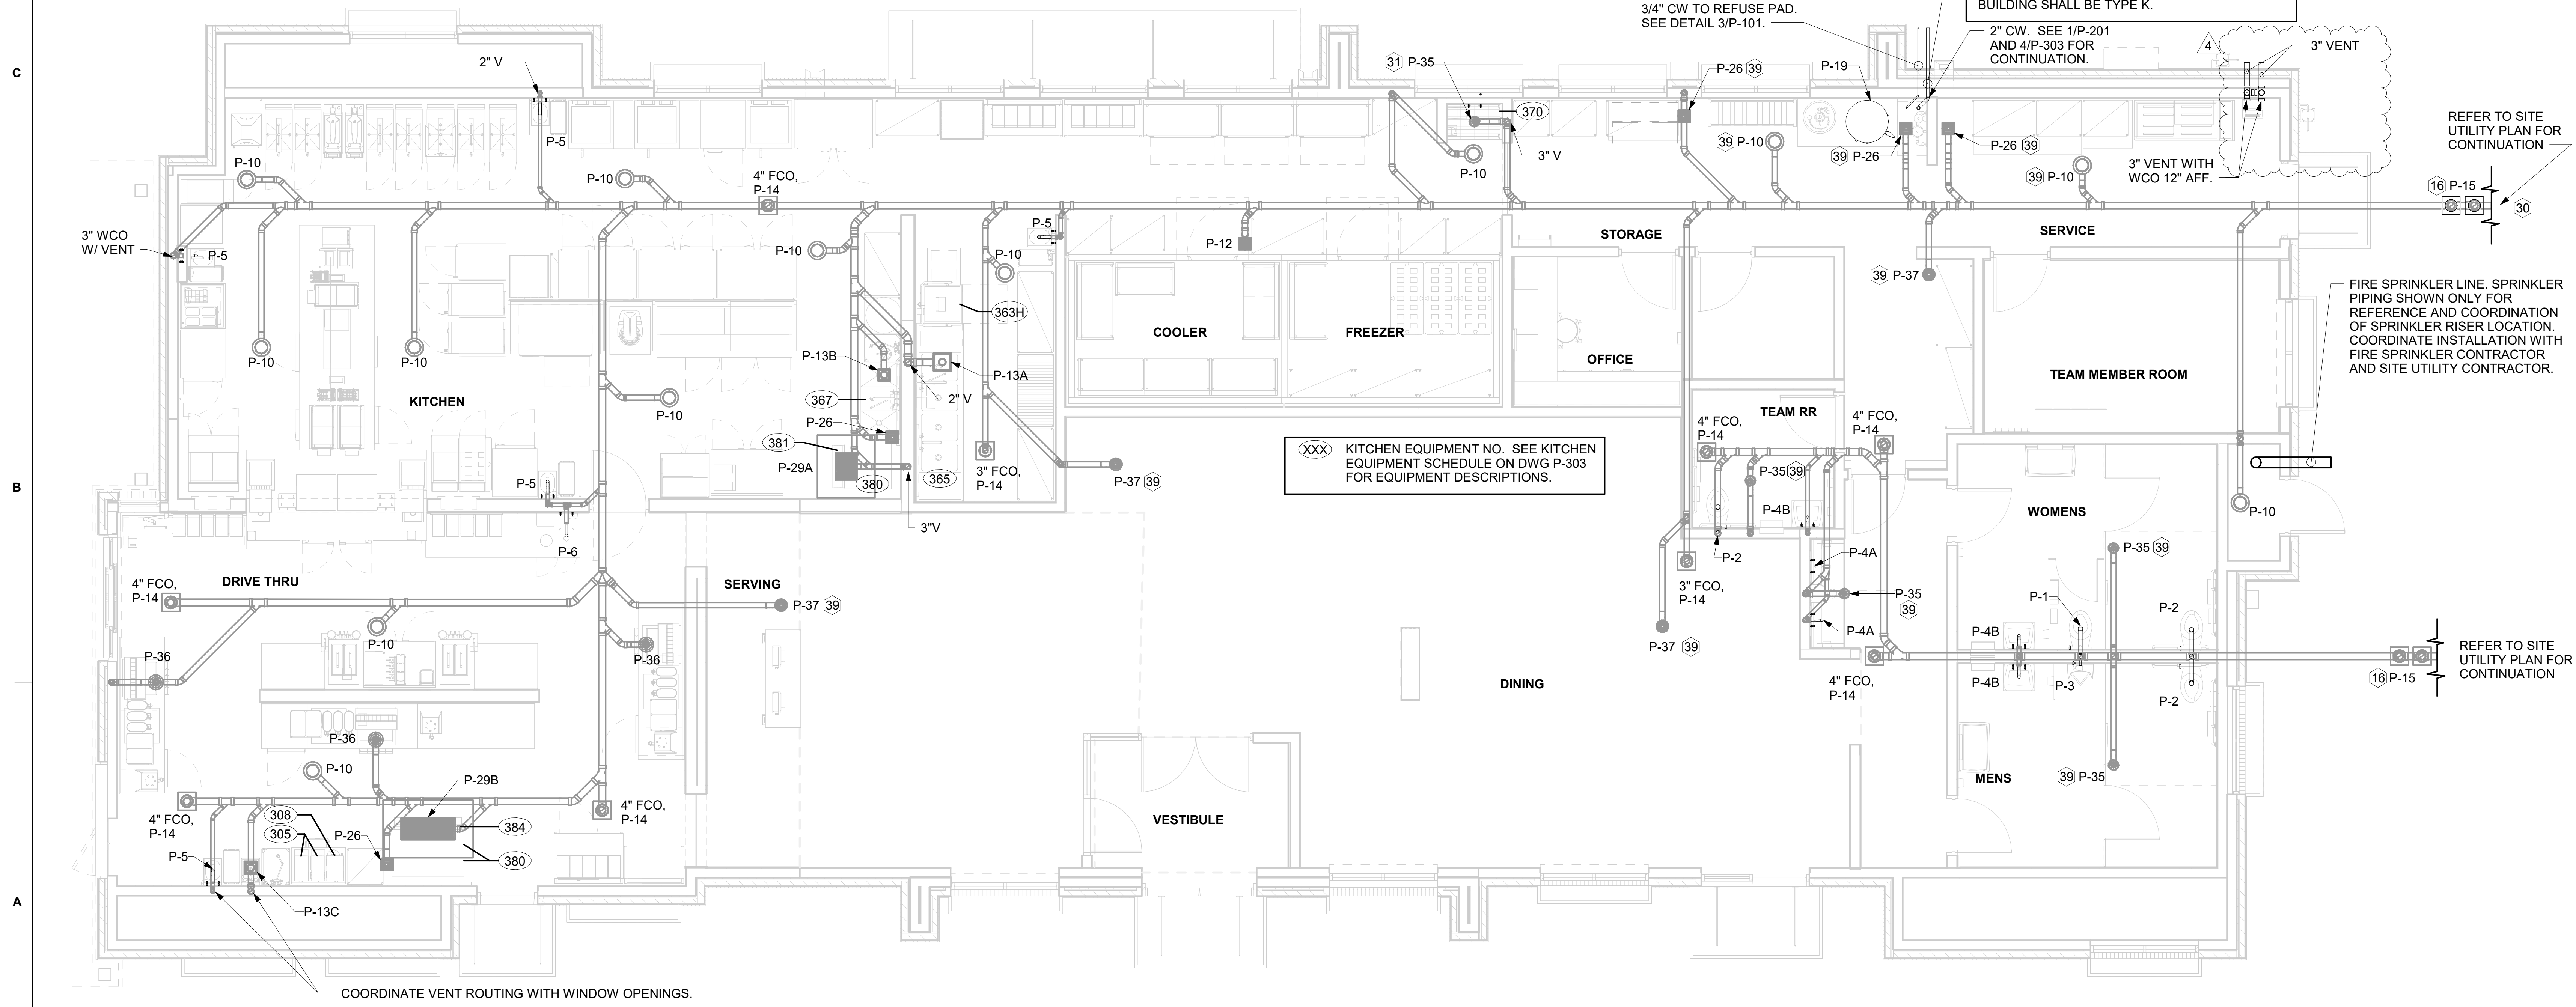 3/4" CW TO REFUSE PAD.
SEE DETAIL 3/P-101.
BUILDING SHALL BE TYPE K.
2" CW. SEE 1/P-201
AND 4/P-303 FOR
CONTINUATION.
4
3" VENT
C
2" V
31 P-35
P-26 39
P-19
370
P-5
3" V
P-10
39 P-10
39 P-26
P-26 39
3" VENT WITH
WCO 12" AFF.
REFER TO SITE
UTILITY PLAN FOR
CONTINUATION
P-10
P-10
4" FCO,
P-14
39 P-10
16 P-15
30
3" WCO
W/ VENT
P-5
P-10
P-5
P-10
P-12
STORAGE
SERVICE
39 P-37
FIRE SPRINKLER LINE. SPRINKLER
PIPING SHOWN ONLY FOR
REFERENCE AND COORDINATION
OF SPRINKLER RISER LOCATION.
COORDINATE INSTALLATION WITH
FIRE SPRINKLER CONTRACTOR
AND SITE UTILITY CONTRACTOR.
363H
COOLER
FREEZER
OFFICE
P-10
P-10
P-13B
P-13A
TEAM MEMBER ROOM
KITCHEN
P-10
367
2" V
P-26
381
P-29A
380
365
3" FCO,
P-14
P-37 39
XXX KITCHEN EQUIPMENT NO. SEE KITCHEN
EQUIPMENT SCHEDULE ON DWG P-303
FOR EQUIPMENT DESCRIPTIONS.
TEAM RR
4" FCO,
P-14
4" FCO,
P-14
P-35 39
P-4B
B
P-5
3"V
P-6
WOMENS
P-10
P-2
P-4A
P-35 39
DRIVE THRU
4" FCO,
P-14
SERVING
P-37 39
3" FCO,
P-14
P-35
39
P-1
P-2
P-10
P-4A
P-37 39
P-4B
P-36
P-36
REFER TO SITE
UTILITY PLAN FOR
CONTINUATION
DINING
4" FCO,
P-14
P-4B
P-3
P-2
16 P-15
P-36
P-10
P-29B
MENS
39 P-35
4" FCO,
P-14
308
305
P-26
384
4" FCO,
P-14
VESTIBULE
P-5
380
A
P-13C
COORDINATE VENT ROUTING WITH WINDOW OPENINGS.